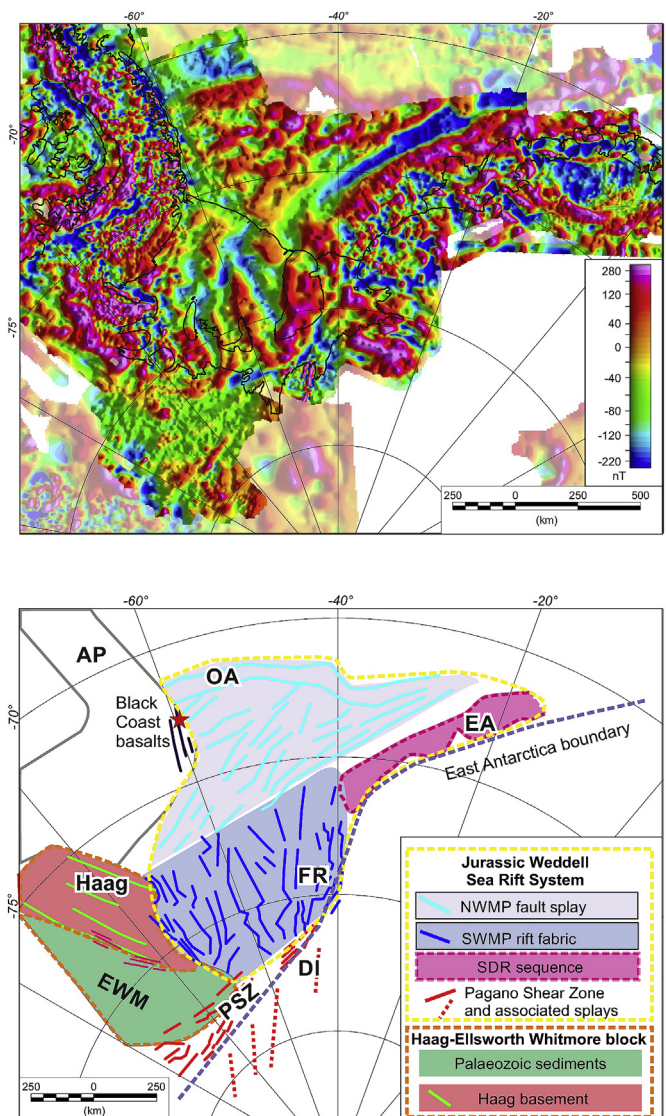 -60°
-40°
-20°
-70°
-75°
280
120
40
0
-40
-120
-220
nT
250
0
250
500
(km)
-60°
-40°
-20°
AP
OA
Black
Coast
basalts
-70°
EA
East Antarctica boundary
Haag
FR
-75°
EWM
PSZ
DI
Jurassic Weddell
Sea Rift System
NWMP fault splay
SWMP rift fabric
SDR sequence
Pagano Shear Zone
and associated splays
Haag-Ellsworth Whitmore block
Palaeozoic sediments
Haag basement
250
0
250
(km)